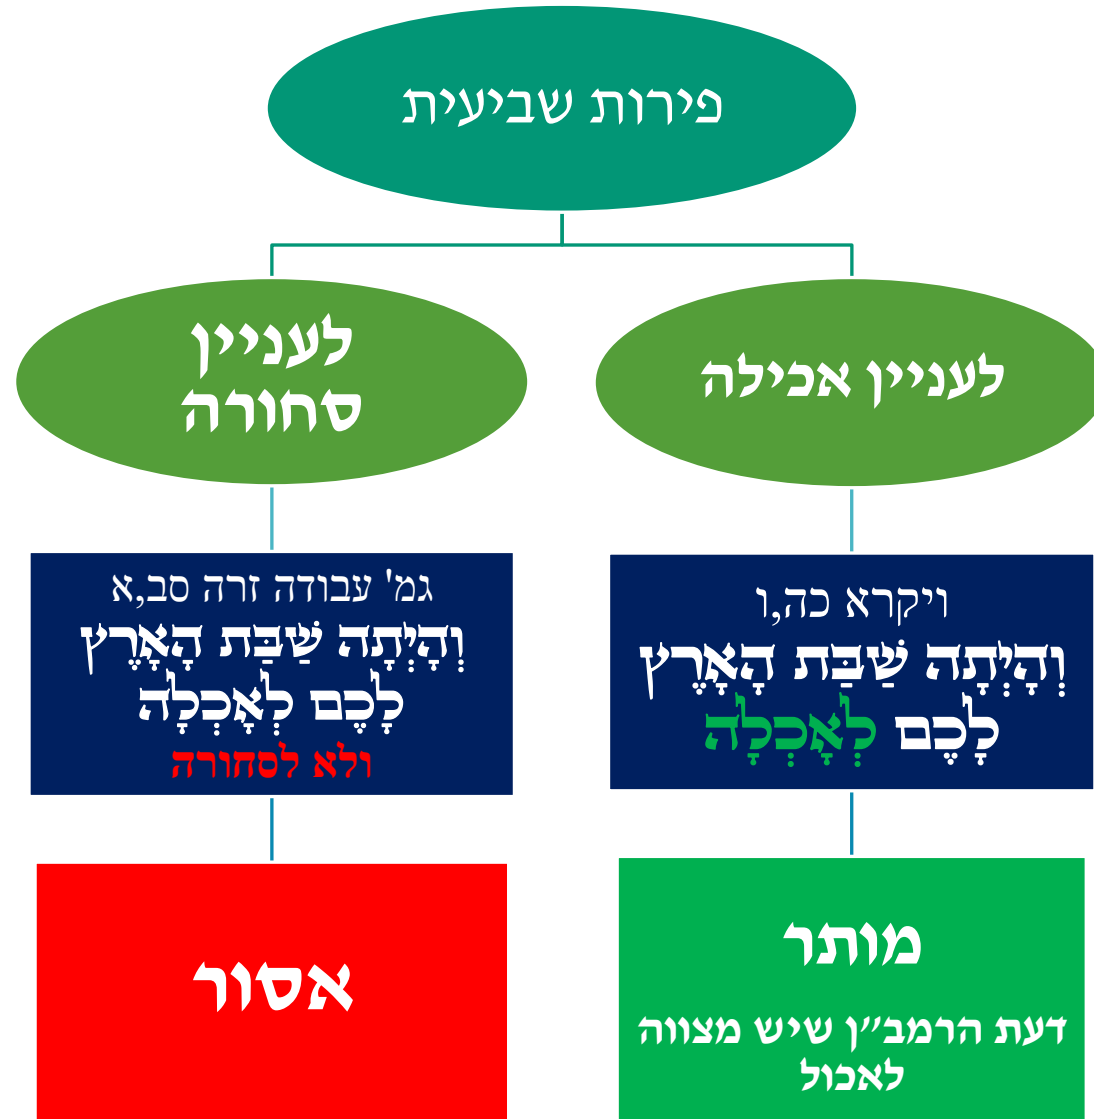 פירות שביעית
לעניין אכילה
ויקרא כה,ו
וְהָיְתָה שַׁבַּת הָאָרֶץ
לָכֶם לְאָכְלָה
מותר
דעת הרמב״ן שיש מצווה
לאכול
לעניין
סחורה
גמ' עבודה זרה סב,א
וְהָיְתָה שַׁבַּת הָאָרֶץ
לָכֶם לְאָכְלָה
ולא לסחורה
אסור